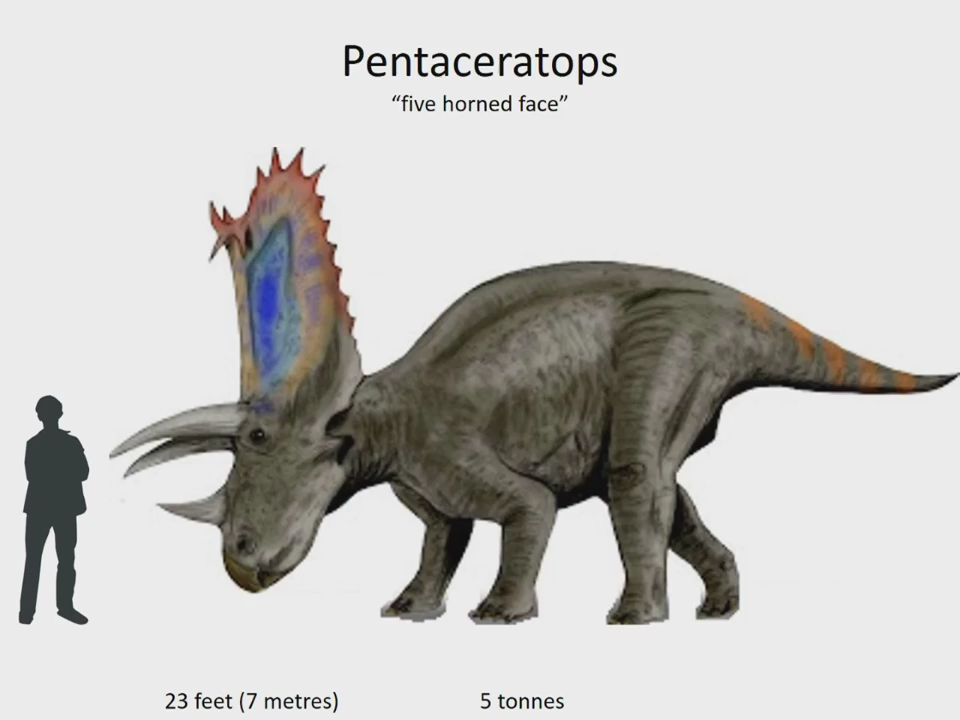 Pentaceratops
“five horned face”
23 feet (7 metres) 5 tonnes